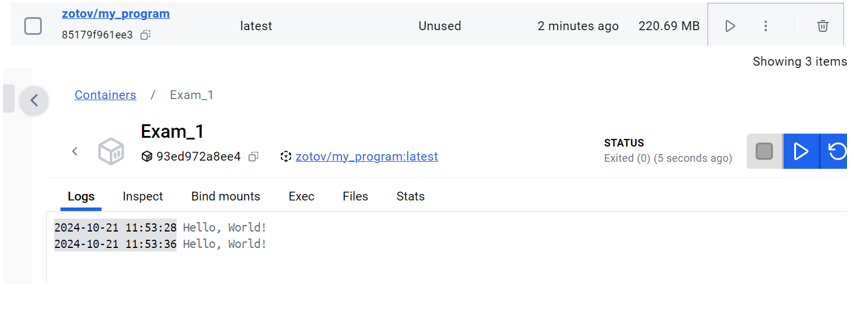 zotov/my_program
latest Unused 2 minutes ago 220.69 MB
85179f961ee3
Showing 3 items
Containers / Exam_1
Exam_1
93ed972a8ee4 zotov/my_program:latest
STATUS
Exited (0) (5 seconds ago)
Logs Inspect Bind mounts Exec Files Stats
2024-10-21 11:53:28 Hello, World!
2024-10-21 11:53:36 Hello, World!